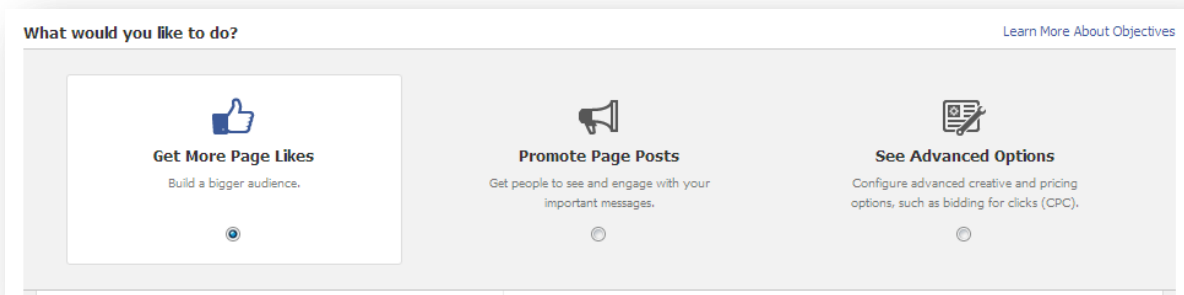 What would you like to do?
Learn More About Objectives
Get More Page Likes
Build a bigger audience.
Promote Page Posts
Get people to see and engage with your
important messages.
See Advanced Options
Configure advanced creative and pricing
options, such as bidding for clicks (CPC).